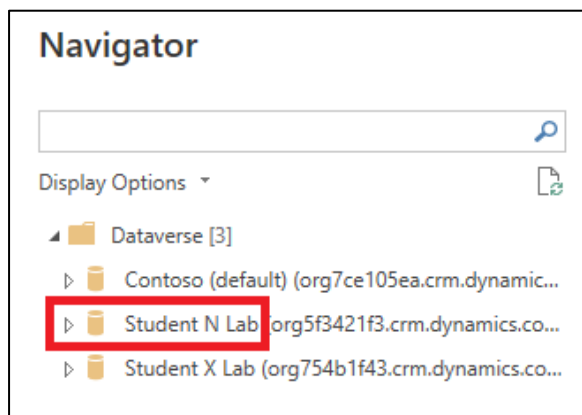 Navigator
Display Options
Dataverse [3]
Contoso (default) (org7ce105ea.crm.dynamic...
Student N Lab (org5f3421f3.crm.dynamics.co...
Student X Lab (org754b1f43.crm.dynamics.co...